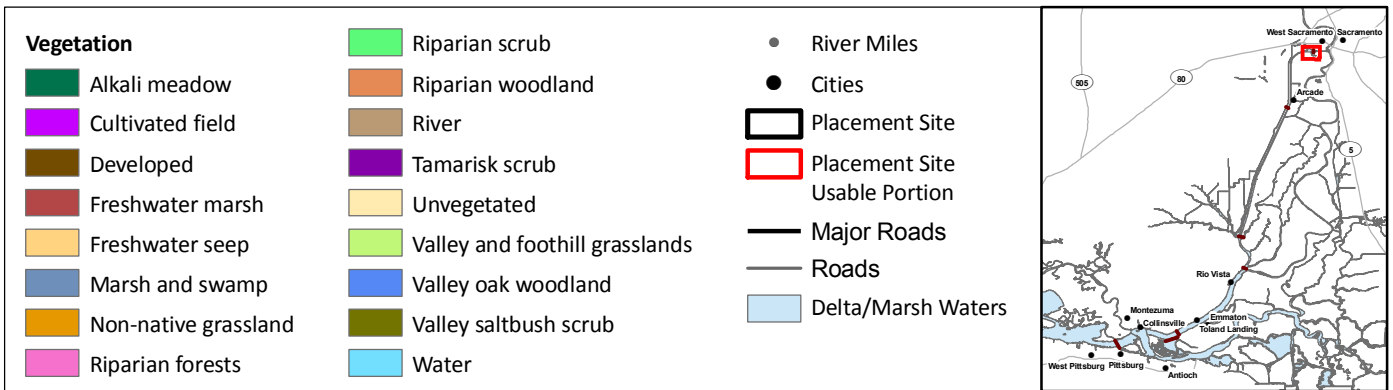 Vegetation
Alkali meadow
Cultivated field
Developed
Freshwater marsh
Freshwater seep
Marsh and swamp
Non-native grassland
Riparian forests
Riparian scrub
Riparian woodland
River
Tamarisk scrub
Unvegetated
Valley and foothill grasslands
Valley oak woodland
Valley saltbush scrub
Water
River Miles
Cities
Placement Site
Placement Site
Usable Portion
Major Roads
Roads
Delta/Marsh Waters
West Sacramento Sacramento
505
80
Arcade
5
Rio Vista
Montezuma
Collinsville
Emmaton
Toland Landing
West Pittsburg
Pittsburg
Antioch